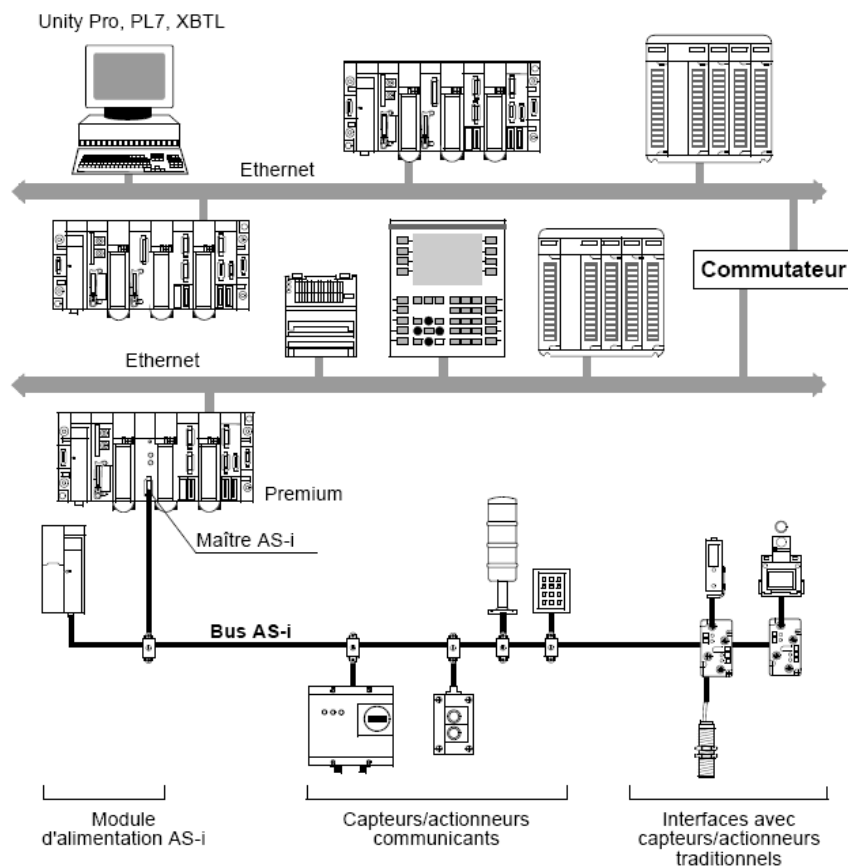 Unity Pro, PL7, XBTL
Ethernet
Commutateur
Ethernet
Premium
Maître AS-i
Bus AS-i
Module
d'alimentation AS-i
Capteurs/actionneurs
communicants
Interfaces avec
capteurs/actionneurs
traditionnels